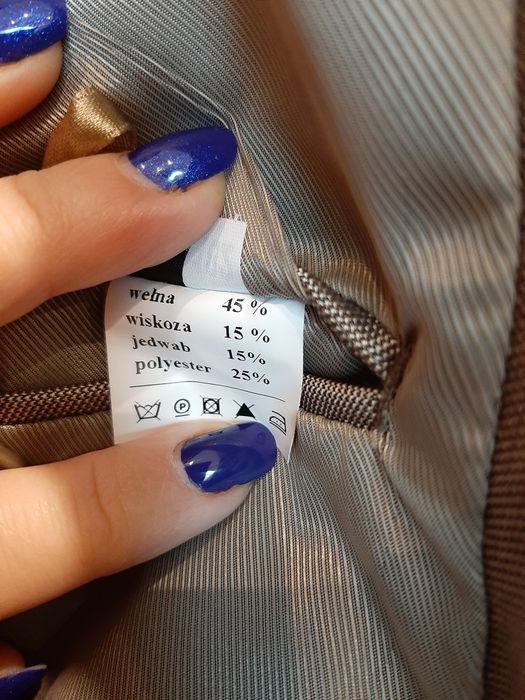 wełna 45 %
wiskoza 15 %
jedwab 15%
polyester 25%
P